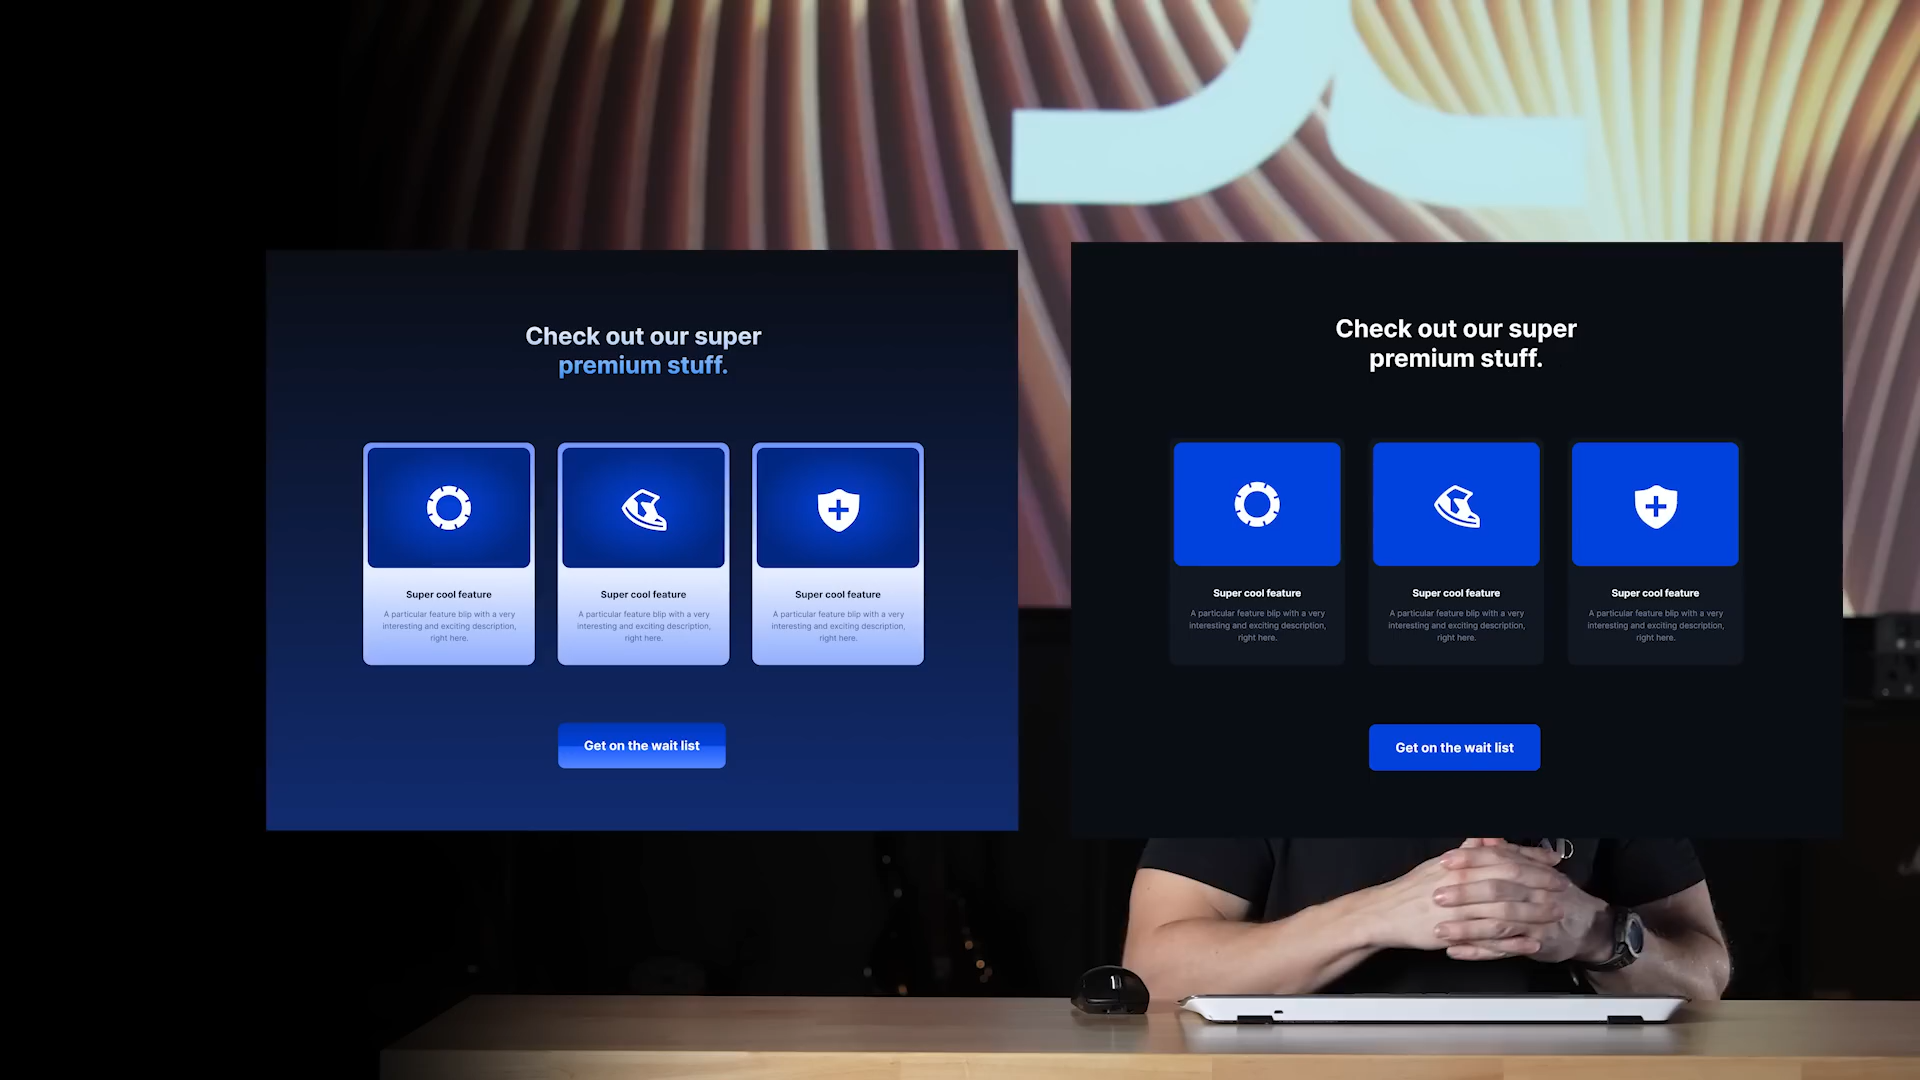 Check out our super
premium stuff.
Super cool feature
A particular feature blip with a very
interesting and exciting description,
right here.
Super cool feature
A particular feature blip with a very
interesting and exciting description,
right here.
Super cool feature
A particular feature blip with a very
interesting and exciting description,
right here.
Get on the wait list
Check out our super
premium stuff.
Super cool feature
A particular feature blip with a very
interesting and exciting description,
right here.
Super cool feature
A particular feature blip with a very
interesting and exciting description,
right here.
Super cool feature
A particular feature blip with a very
interesting and exciting description,
right here.
Get on the wait list